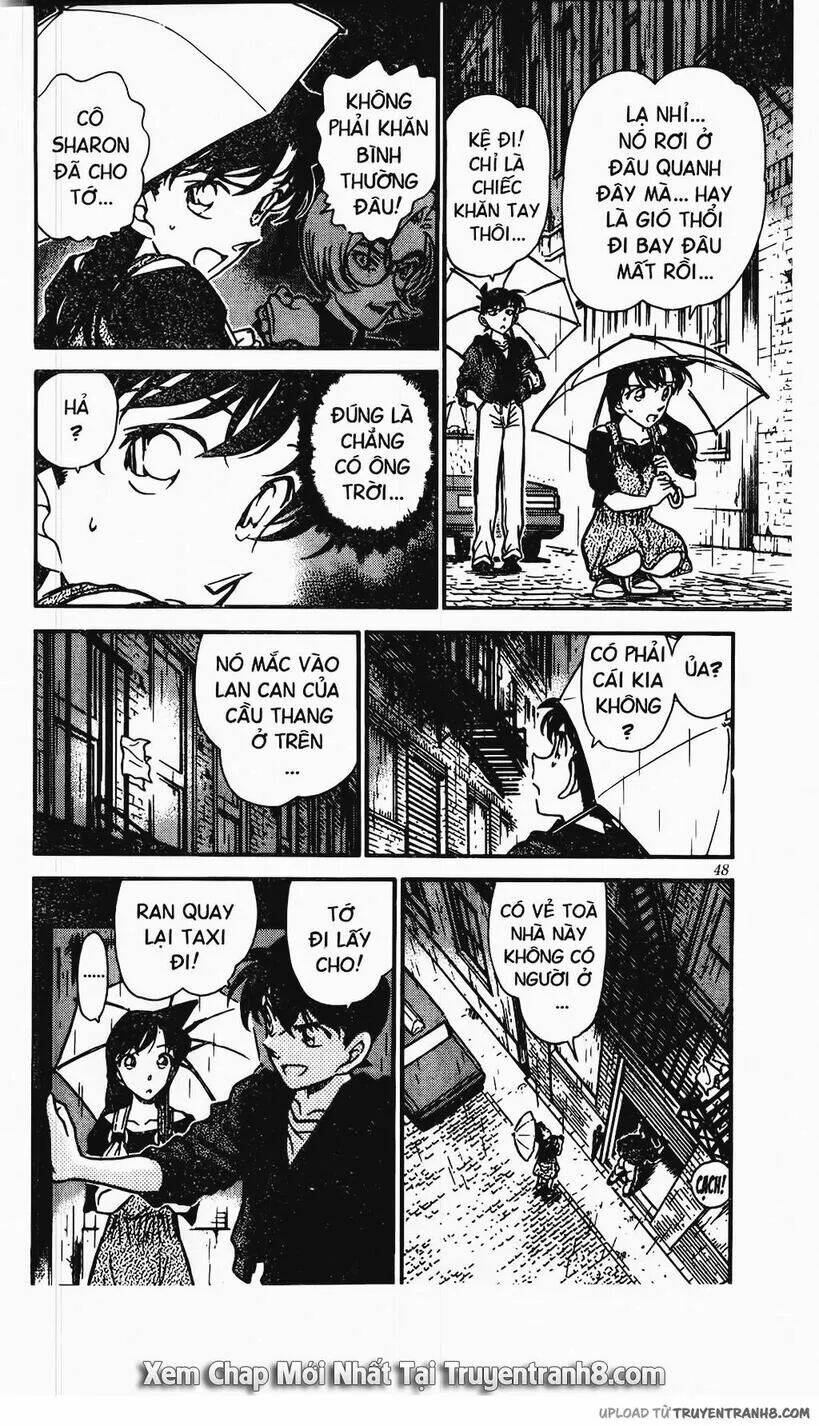 LẠ NHỈ...
NÓ RƠI Ở
ĐÂU QUANH
ĐÂY MÀ... HAY
LÀ GIÓ THỔI
ĐI BAY ĐÂU
MẤT RỒI...
KỆ ĐI!
CHỈ LÀ
CHIẾC
KHĂN TAY
THÔI...
KHÔNG
PHẢI KHĂN
BÌNH
THƯỜNG
ĐÂU!
CÔ
SHARON
ĐÃ CHO
TỚ...
ĐÚNG LÀ
CHẲNG
CÓ ÔNG
TRỜI...
HẢ
?
ỦA?
CÓ PHẢI
CÁI KIA
KHÔNG
?
NÓ MẮC VÀO
LAN CAN CỦA
CẦU THANG
Ở TRÊN
...
48
CÓ VẺ TOÀ
NHÀ NÀY
KHÔNG CÓ
NGƯỜI Ở
...
CẠCH!
TỚ
ĐI LẤY
CHO!
RAN QUAY
LẠI TAXI
ĐI!
......
Xem Chap Mới Nhất Tại Truyentranh8.com
UPLOAD TỪ TRUYENTRANH8.COM